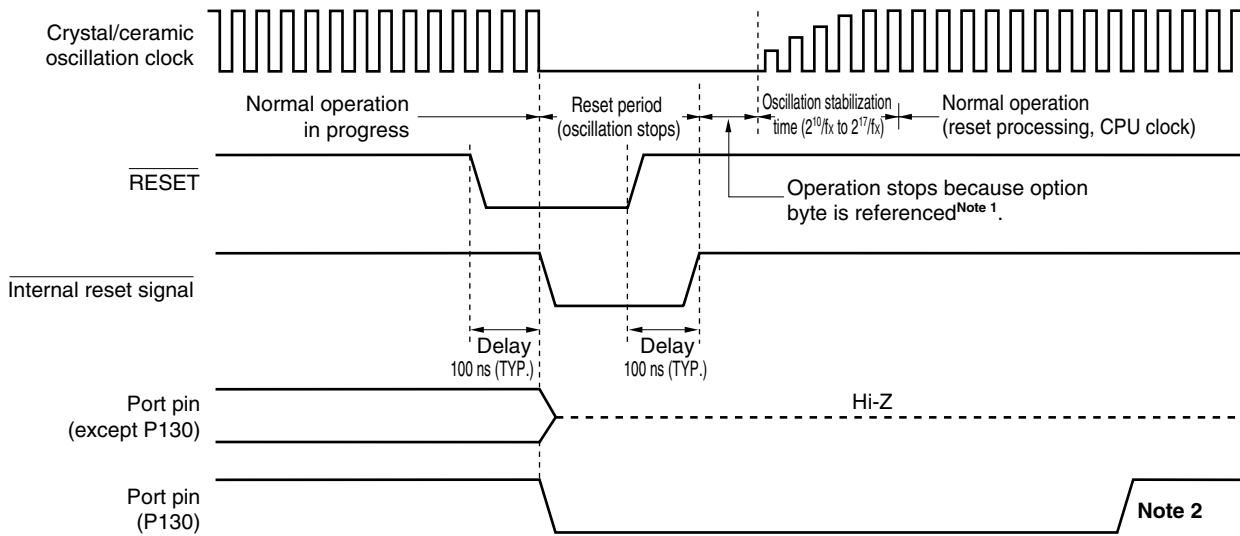 Crystal/ceramic
oscillation clock
Normal operation
in progress
Reset period
(oscillation stops)
Oscillation stabilization
time (2¹⁰/fx to 2¹⁷/fx)
Normal operation
(reset processing, CPU clock)
RESET
Operation stops because option
byte is referenced Note 1.
Internal reset signal
Delay
100 ns (TYP.)
Delay
100 ns (TYP.)
Port pin
(except P130)
Hi-Z
Port pin
(P130)
Note 2